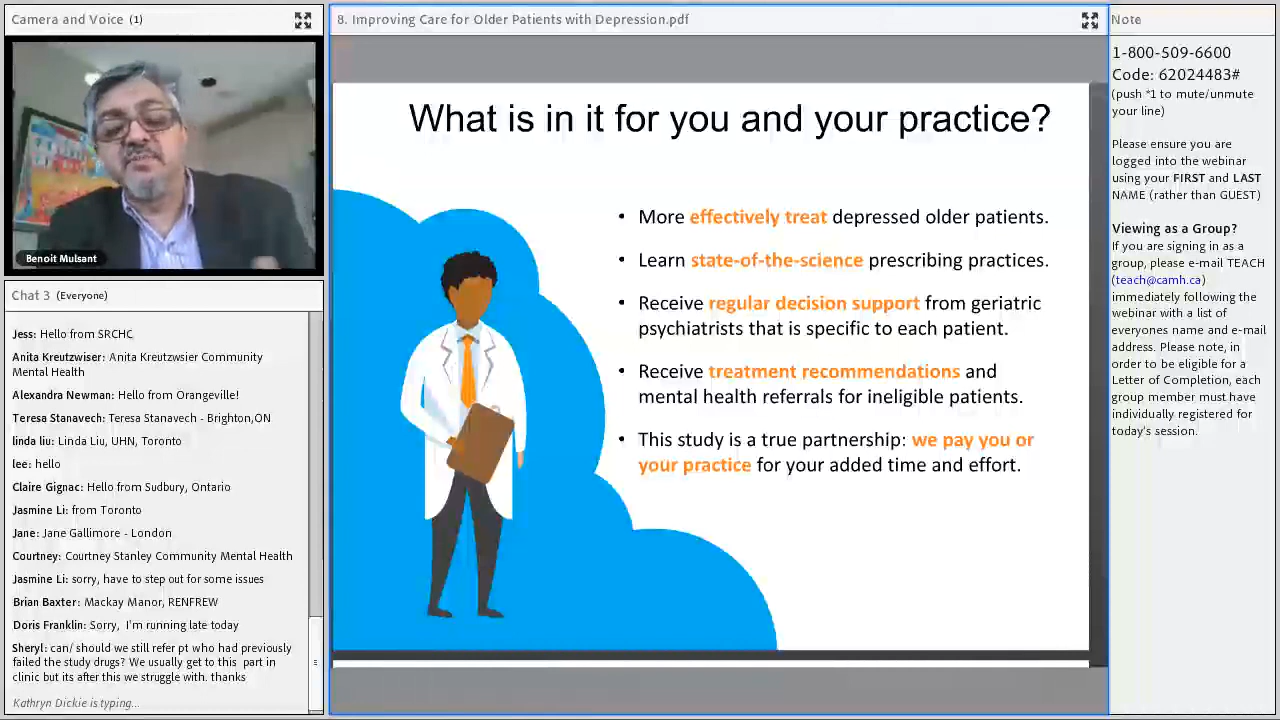 Camera and Voice (1)
Benoit Mulsant
Chat 3 (Everyone)
Jess: Hello from SRCHC
Anita Kreutzwiser: Anita Kreutzwsier Community
Mental Health
Alexandra Newman: Hello from Orangeville!
Teresa Stanavech: Teresa Stanavech - Brighton,ON
linda liu: Linda Liu, UHN, Toronto
lee: hello
Claire Gignac: Hello from Sudbury, Ontario
Jasmine Li: from Toronto
Jane: Jane Gallimore - London
Courtney: Courtney Stanley Community Mental Health
Jasmine Li: sorry, have to step out for some issues
Brian Baxter: Mackay Manor, RENFREW
Doris Franklin: Sorry, I'm running late today
Sheryl: can/ should we still refer pt who had previously
failed the study drugs? We usually get to this part in
clinic but its after this we struggle with. thanks
Kathryn Dickie is typing...
8. Improving Care for Older Patients with Depression.pdf
What is in it for you and your practice?
• More effectively treat depressed older patients.
• Learn state-of-the-science prescribing practices.
• Receive regular decision support from geriatric
psychiatrists that is specific to each patient.
• Receive treatment recommendations and
mental health referrals for ineligible patients.
• This study is a true partnership: we pay you or
your practice for your added time and effort.
Note
1-800-509-6600
Code: 62024483#
(push *1 to mute/unmute
your line)
Please ensure you are
logged into the webinar
using your FIRST and LAST
NAME (rather than GUEST)
Viewing as a Group?
If you are signing in as a
group, please e-mail TEACH
(teach@camh.ca)
immediately following the
webinar with a list of
everyones name and e-mail
address. Please note, in
order to be eligible for a
Letter of Completion, each
group member must have
individually registered for
today's session.